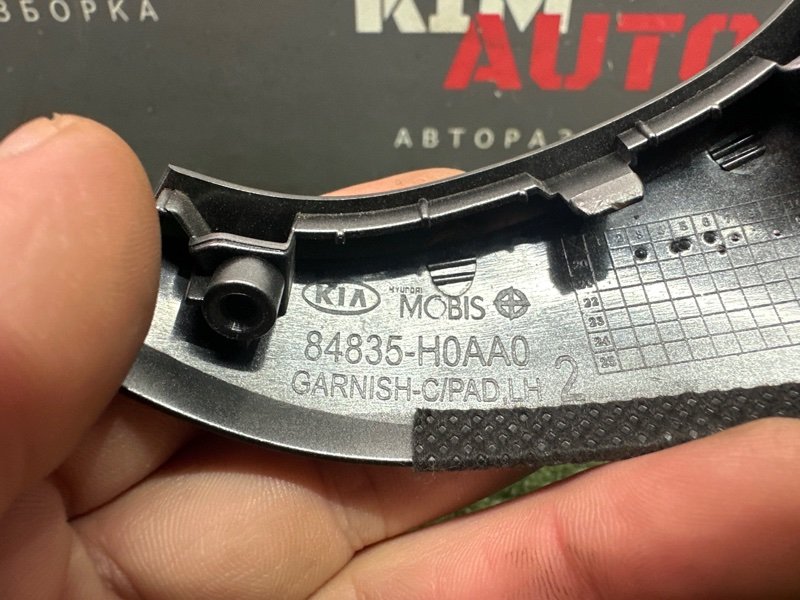 ЗБОРКА
KIM
AUTO
АВТОРАЗ
KIA
HYUNDAI
MOBIS
84835-H0AA0
GARNISH-C/PAD,LH 2